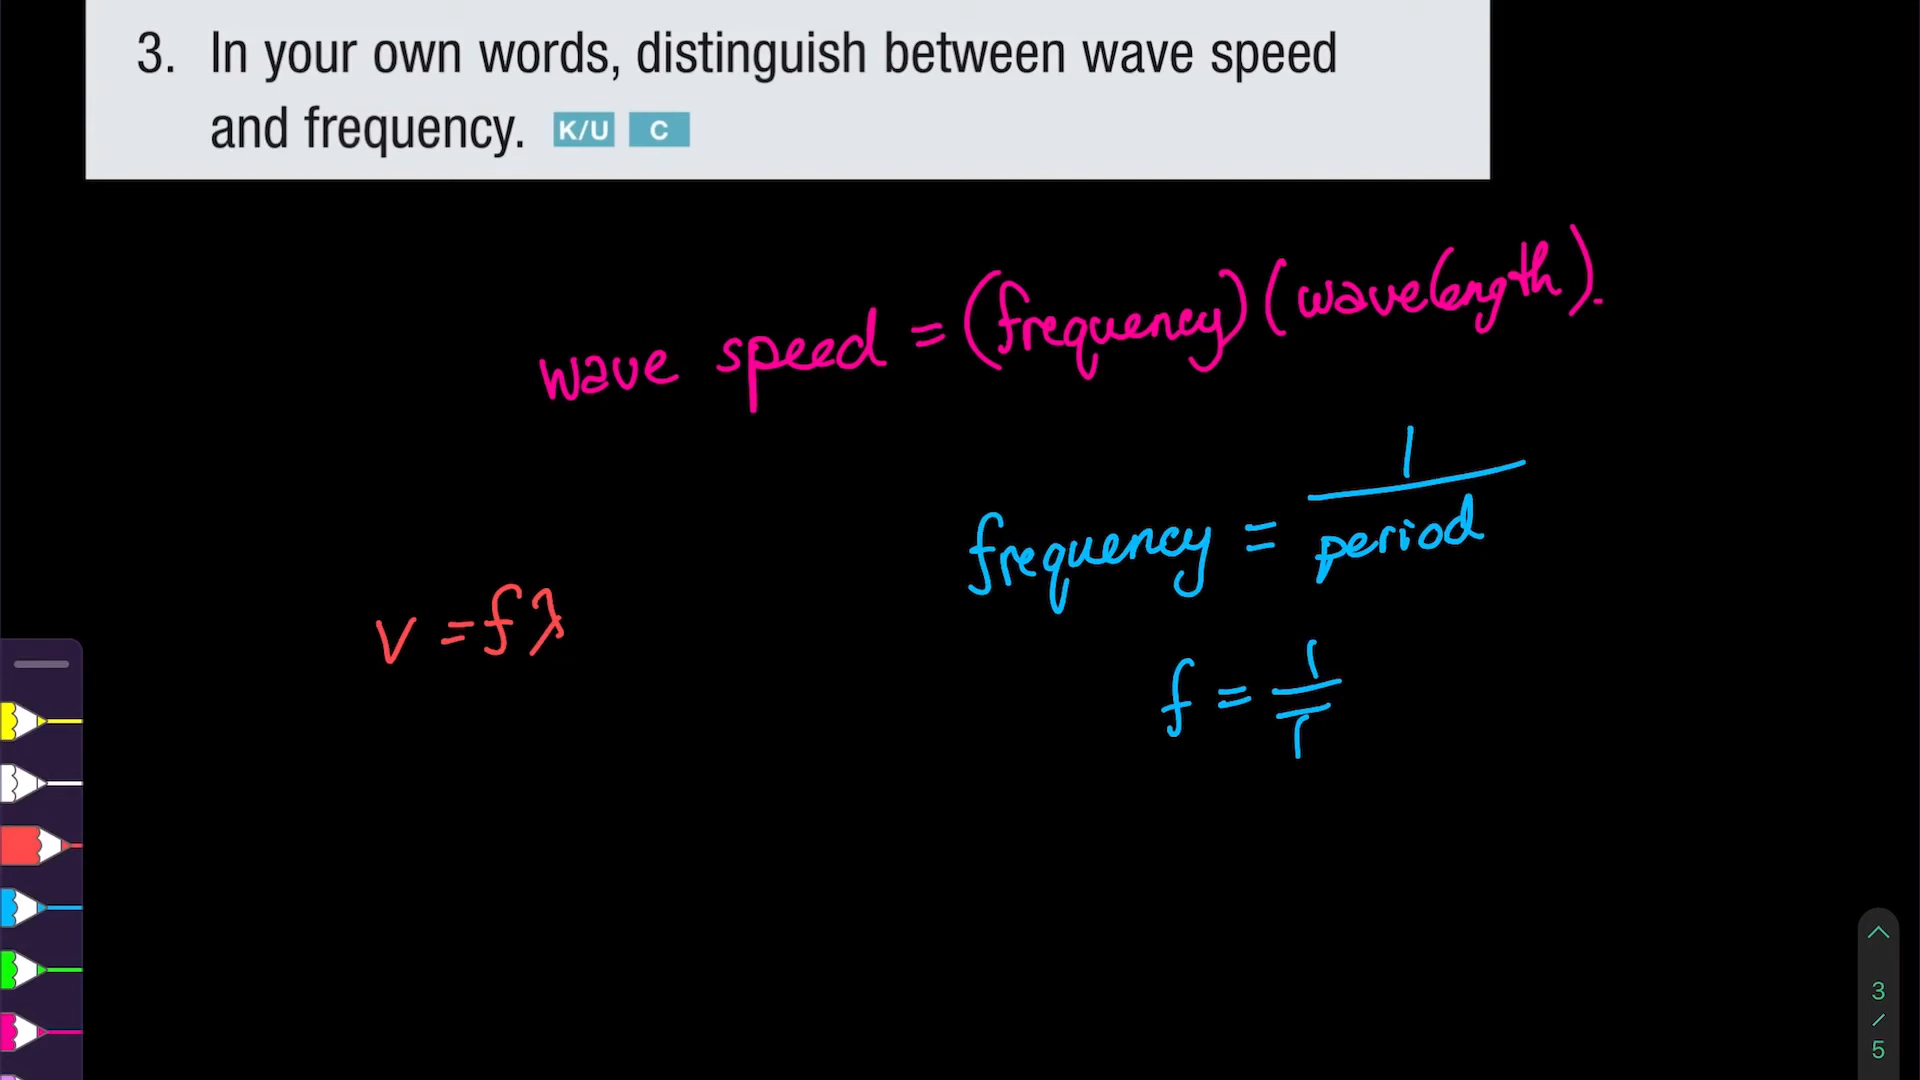 3. In your own words, distinguish between wave speed
and frequency. K/U C
wave speed = (frequency) (wavelength).
frequency = 1/period
v = fλ
f = 1/T
3
/
5